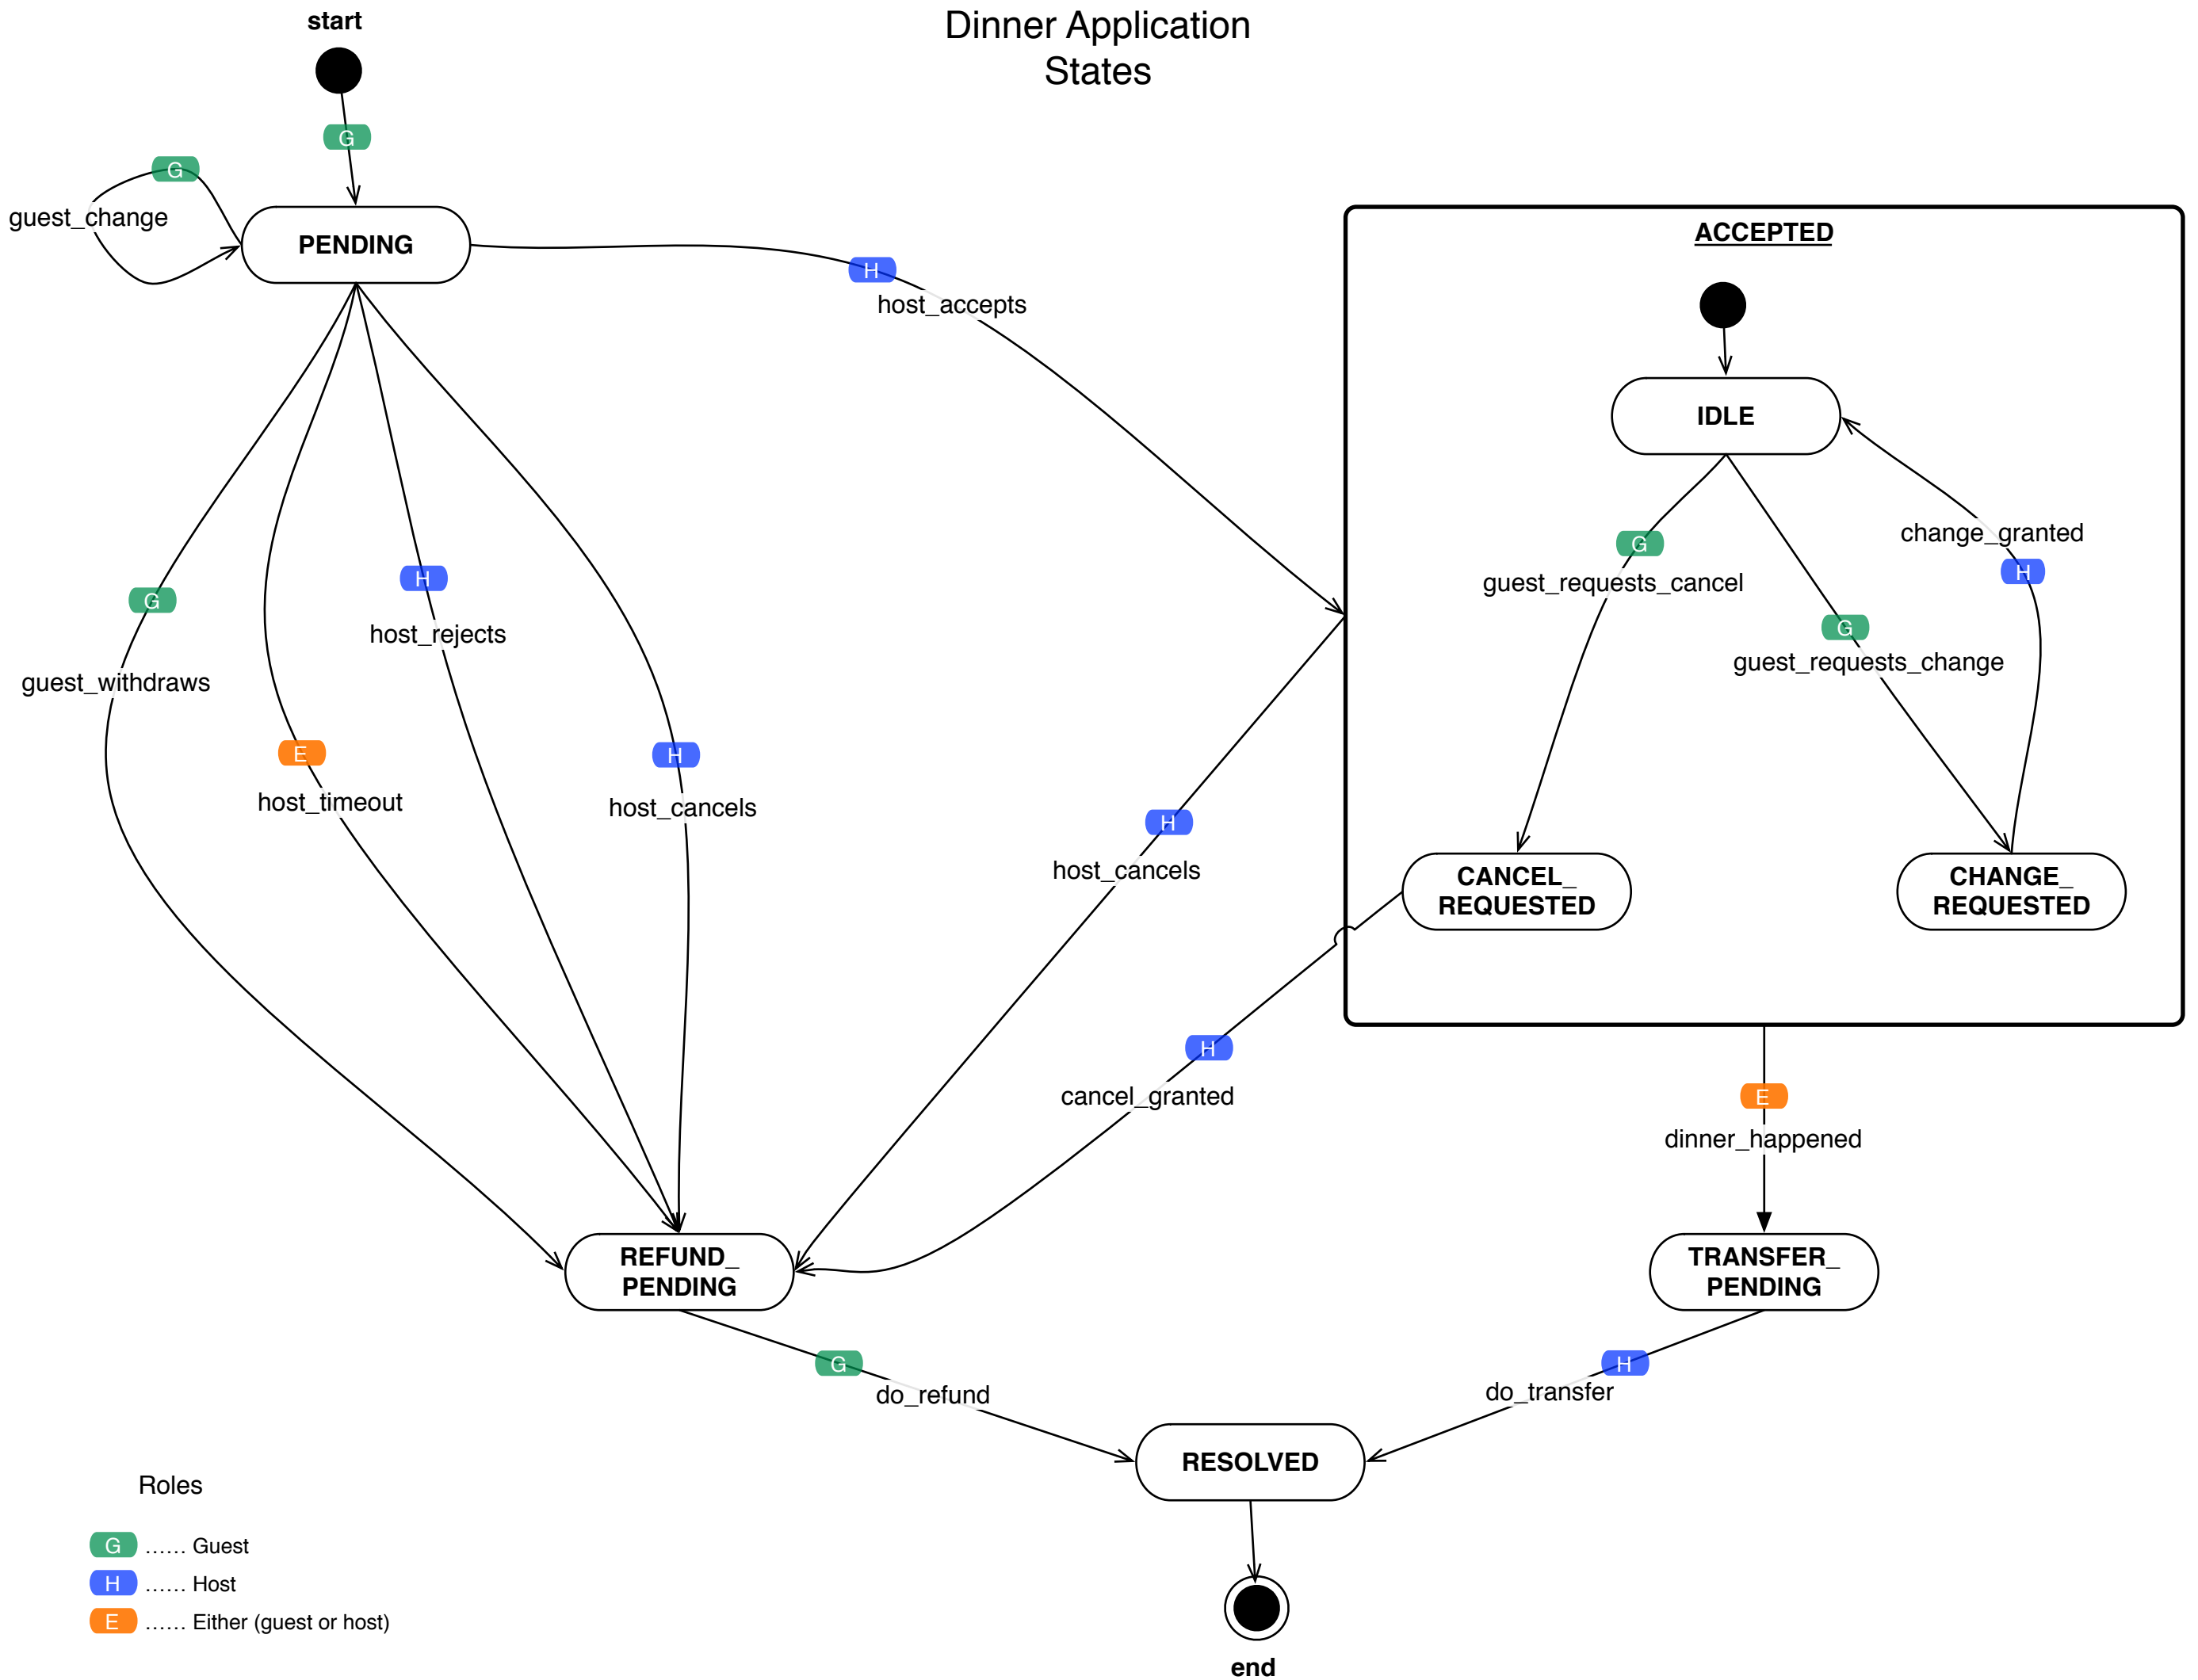 start
Dinner Application
States
G
G
guest_change
PENDING
ACCEPTED
H
host_accepts
IDLE
G
guest_requests_cancel
change_granted
H
G
guest_requests_change
H
host_rejects
G
guest_withdraws
E
host_timeout
H
host_cancels
H
host_cancels
CANCEL_
REQUESTED
CHANGE_
REQUESTED
H
cancel_granted
E
dinner_happened
REFUND_
PENDING
TRANSFER_
PENDING
G
do_refund
H
do_transfer
RESOLVED
Roles
G ...... Guest
H ...... Host
E ...... Either (guest or host)
end